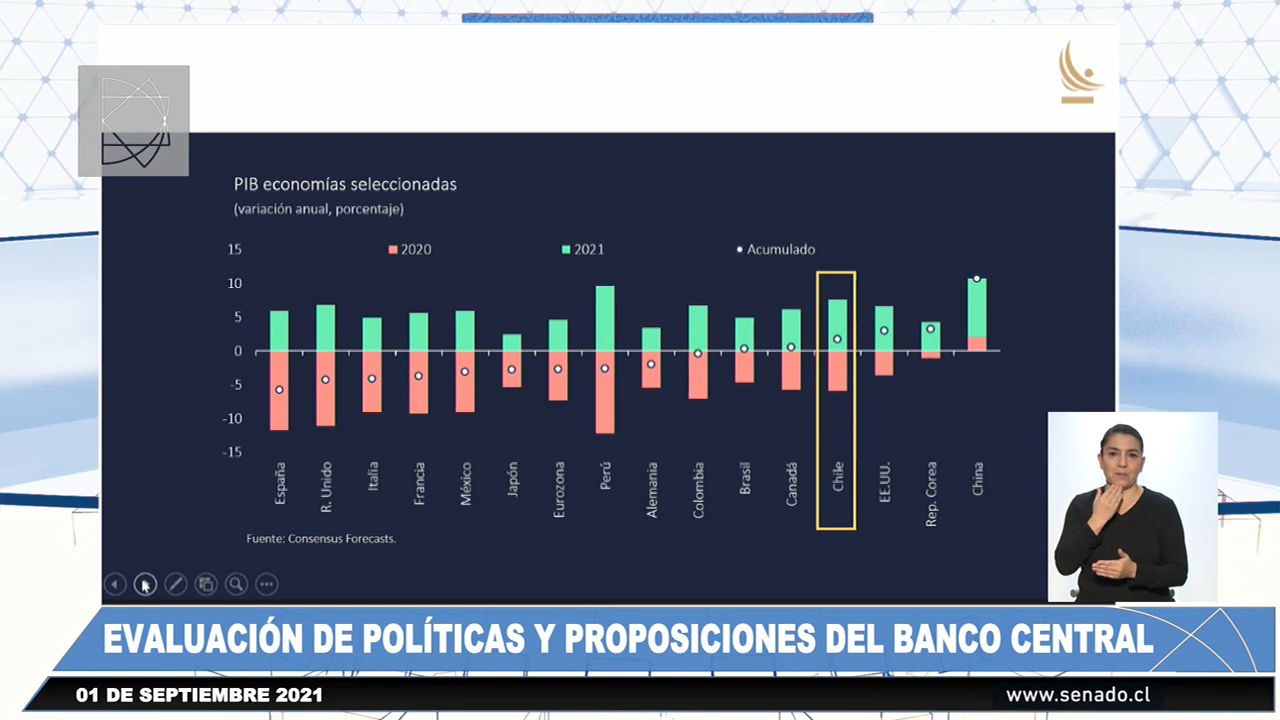 PIB economías seleccionadas
(variación anual, porcentaje)
2020
2021
Acumulado
15
10
5
0
-5
-10
-15
España
R. Unido
Italia
Francia
México
Japón
Eurozona
Perú
Alemania
Colombia
Brasil
Canadá
Chile
EE.UU.
Rep. Corea
China
Fuente: Consensus Forecasts.
EVALUACIÓN DE POLÍTICAS Y PROPOSICIONES DEL BANCO CENTRAL
01 DE SEPTIEMBRE 2021
www.senado.cl